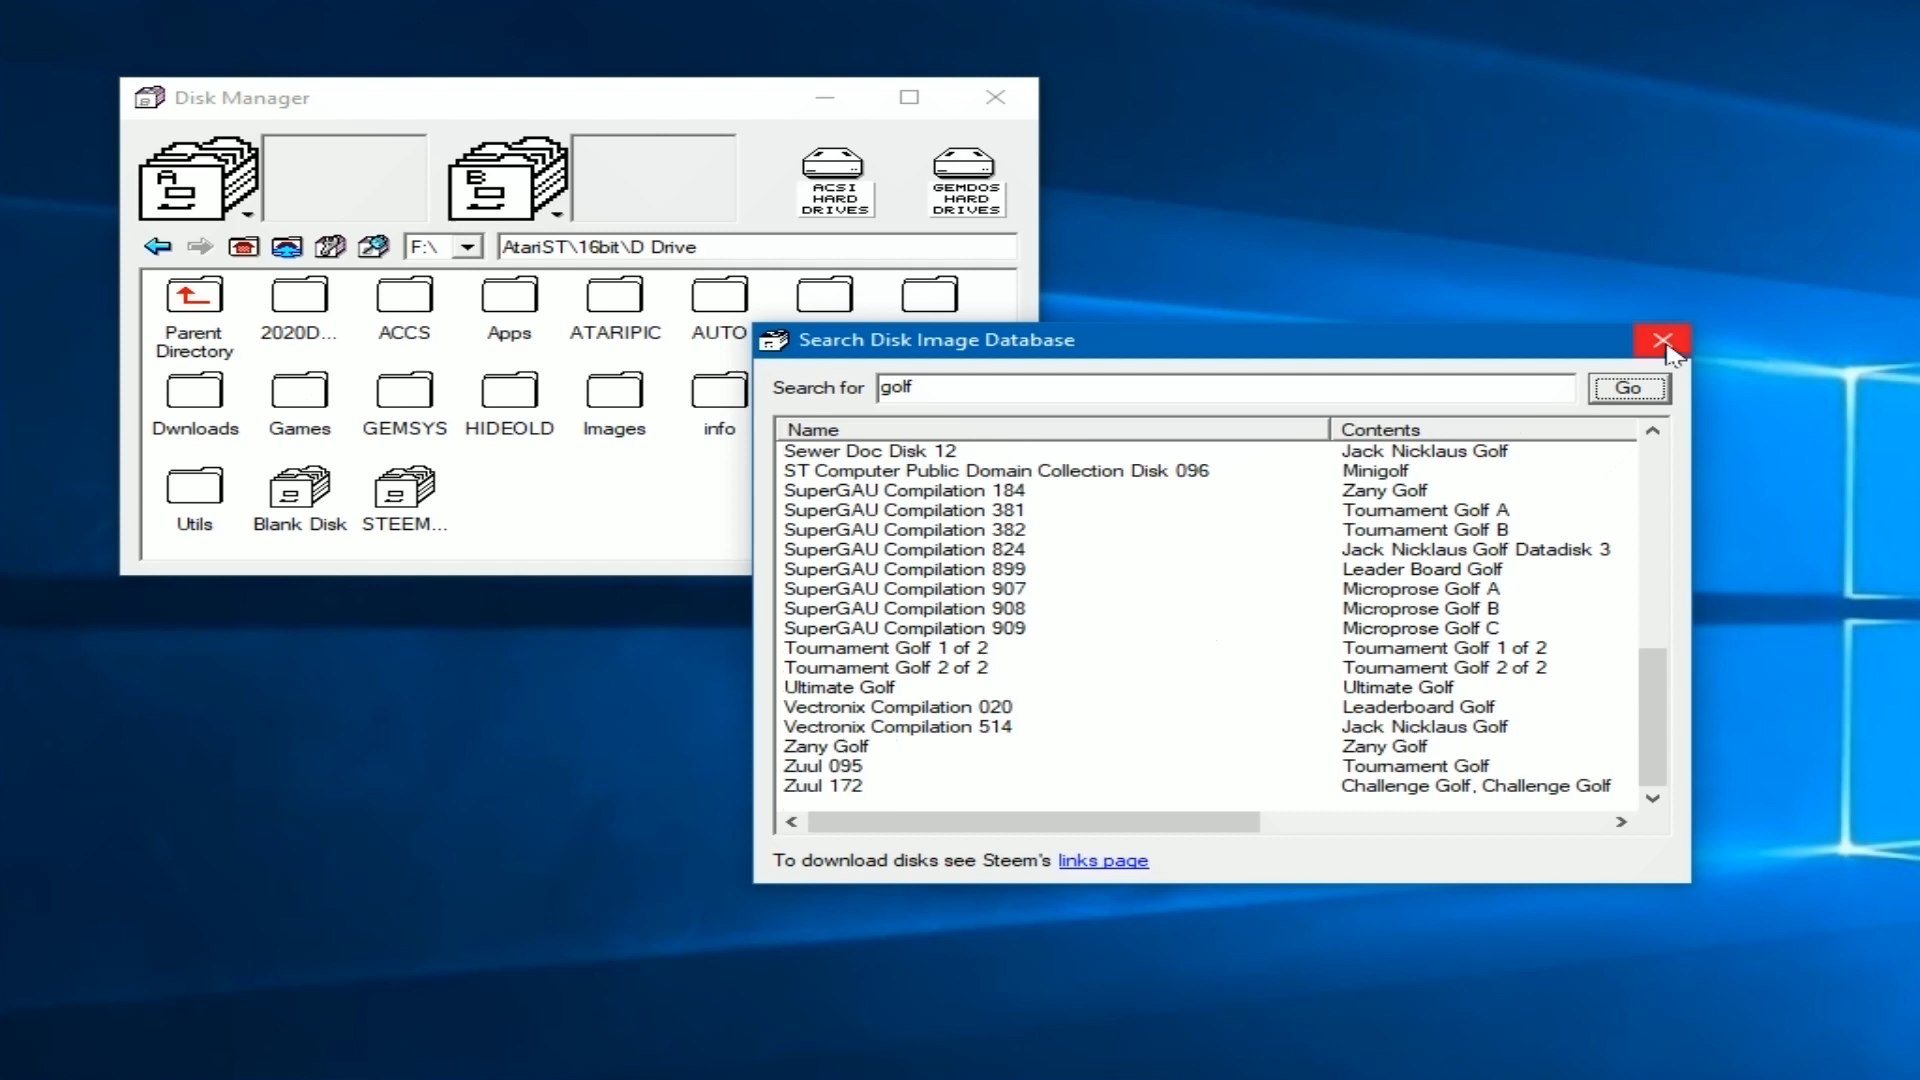 Disk Manager
A
B
ACSI
HARD
DRIVES
GEMDOS
HARD
DRIVES
F:\
AtariST\16bit\D Drive
Parent
Directory
2020D...
ACCS
Apps
ATARIPIC
AUTO
Dwnloads
Games
GEMSYS
HIDEOLD
Images
info
Utils
Blank Disk
STEEM...
Search Disk Image Database
Search for
golf
Go
Name Contents
Sewer Doc Disk 12 Jack Nicklaus Golf
ST Computer Public Domain Collection Disk 096 Minigolf
SuperGAU Compilation 184 Zany Golf
SuperGAU Compilation 381 Tournament Golf A
SuperGAU Compilation 382 Tournament Golf B
SuperGAU Compilation 824 Jack Nicklaus Golf Datadisk 3
SuperGAU Compilation 899 Leader Board Golf
SuperGAU Compilation 907 Microprose Golf A
SuperGAU Compilation 908 Microprose Golf B
SuperGAU Compilation 909 Microprose Golf C
Tournament Golf 1 of 2 Tournament Golf 1 of 2
Tournament Golf 2 of 2 Tournament Golf 2 of 2
Ultimate Golf Ultimate Golf
Vectronix Compilation 020 Leaderboard Golf
Vectronix Compilation 514 Jack Nicklaus Golf
Zany Golf Zany Golf
Zuul 095 Tournament Golf
Zuul 172 Challenge Golf, Challenge Golf
To download disks see Steem's links page